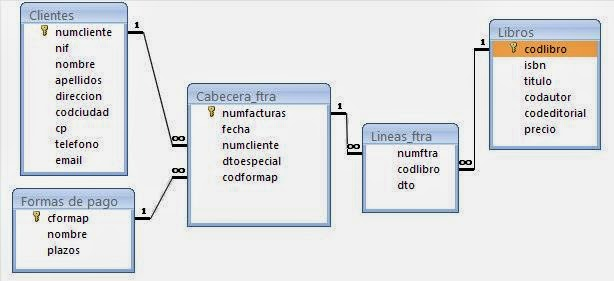 Clientes
numcliente
nif
nombre
apellidos
direccion
codciudad
cp
telefono
email
1
∞
Formas de pago
cformap
nombre
plazos
1
∞
Cabecera_ftra
numfacturas
fecha
numcliente
dtoespecial
codformap
1
∞
Lineas_ftra
numftra
codlibro
dto
∞
1
Libros
codlibro
isbn
titulo
codautor
codeditorial
precio